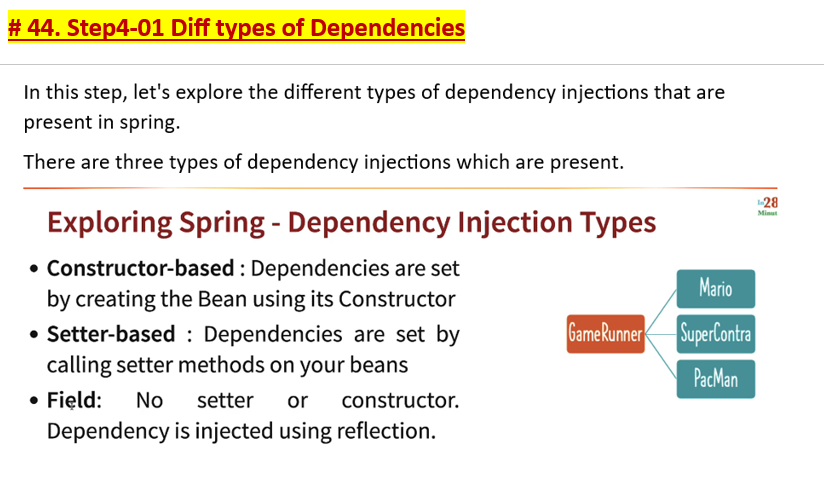 # 44. Step4-01 Diff types of Dependencies
In this step, let's explore the different types of dependency injections that are
present in spring.
There are three types of dependency injections which are present.
In28
Minut
Exploring Spring - Dependency Injection Types
• Constructor-based : Dependencies are set
by creating the Bean using its Constructor
• Setter-based : Dependencies are set by
calling setter methods on your beans
• Field: No setter or constructor.
Dependency is injected using reflection.
GameRunner
Mario
SuperContra
PacMan